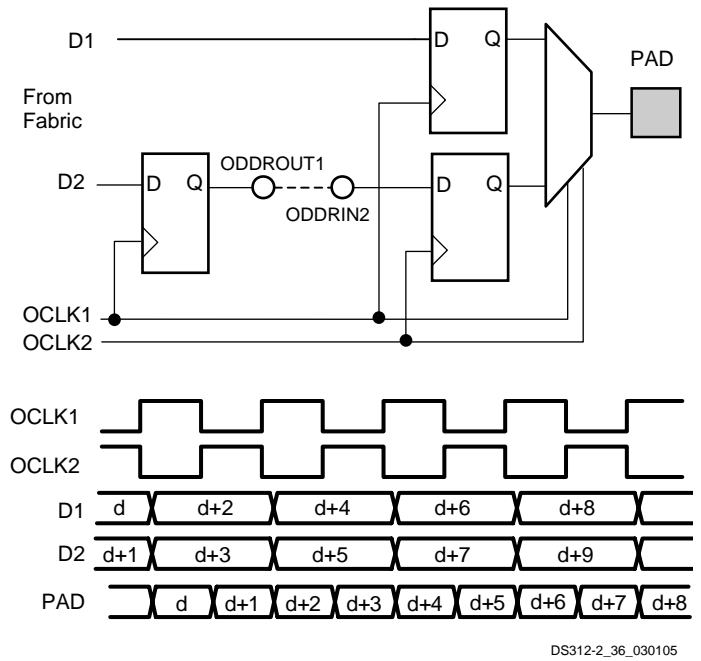 D1
D Q
PAD
From
Fabric
ODDROUT1
D2
D Q
D Q
ODDRIN2
OCLK1
OCLK2
OCLK1
OCLK2
D1 d d+2 d+4 d+6 d+8
D2 d+1 d+3 d+5 d+7 d+9
PAD d d+1 d+2 d+3 d+4 d+5 d+6 d+7 d+8
DS312-2_36_030105